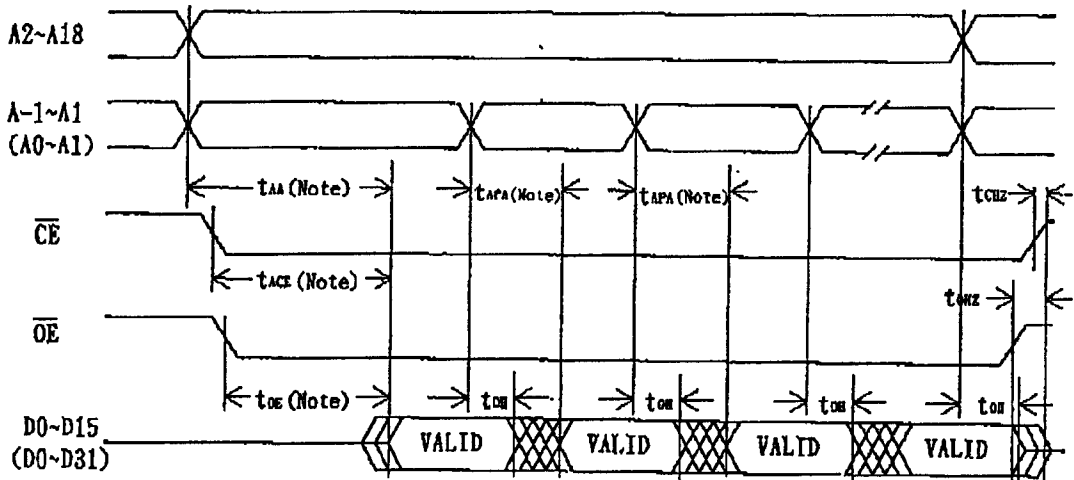 A2~A18
A-1~A1
(A0~A1)
tAA (Note)
tAPA (Note)
tAPA (Note)
tCHZ
CE
tACE (Note)
tOHZ
OE
tOE (Note)
tOH
tOH
tOH
tOH
D0~D15
(D0~D31)
VALID
VALID
VALID
VALID